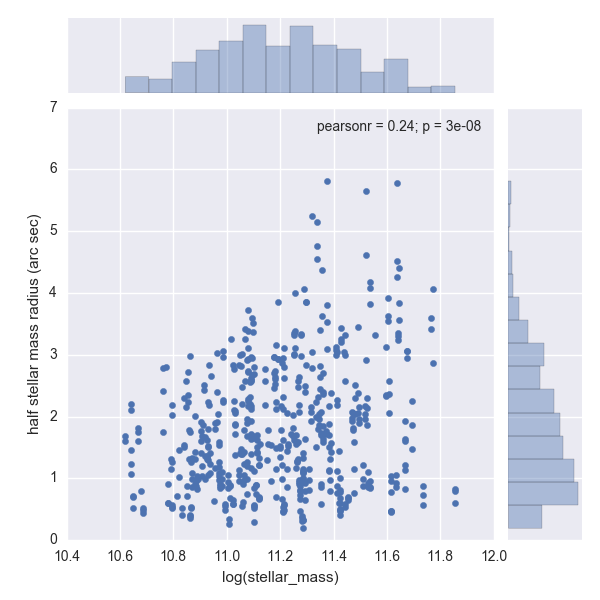 7
pearsonr = 0.24; p = 3e-08
6
5
4
3
2
1
0
half stellar mass radius (arc sec)
10.4 10.6 10.8 11.0 11.2 11.4 11.6 11.8 12.0
log(stellar_mass)